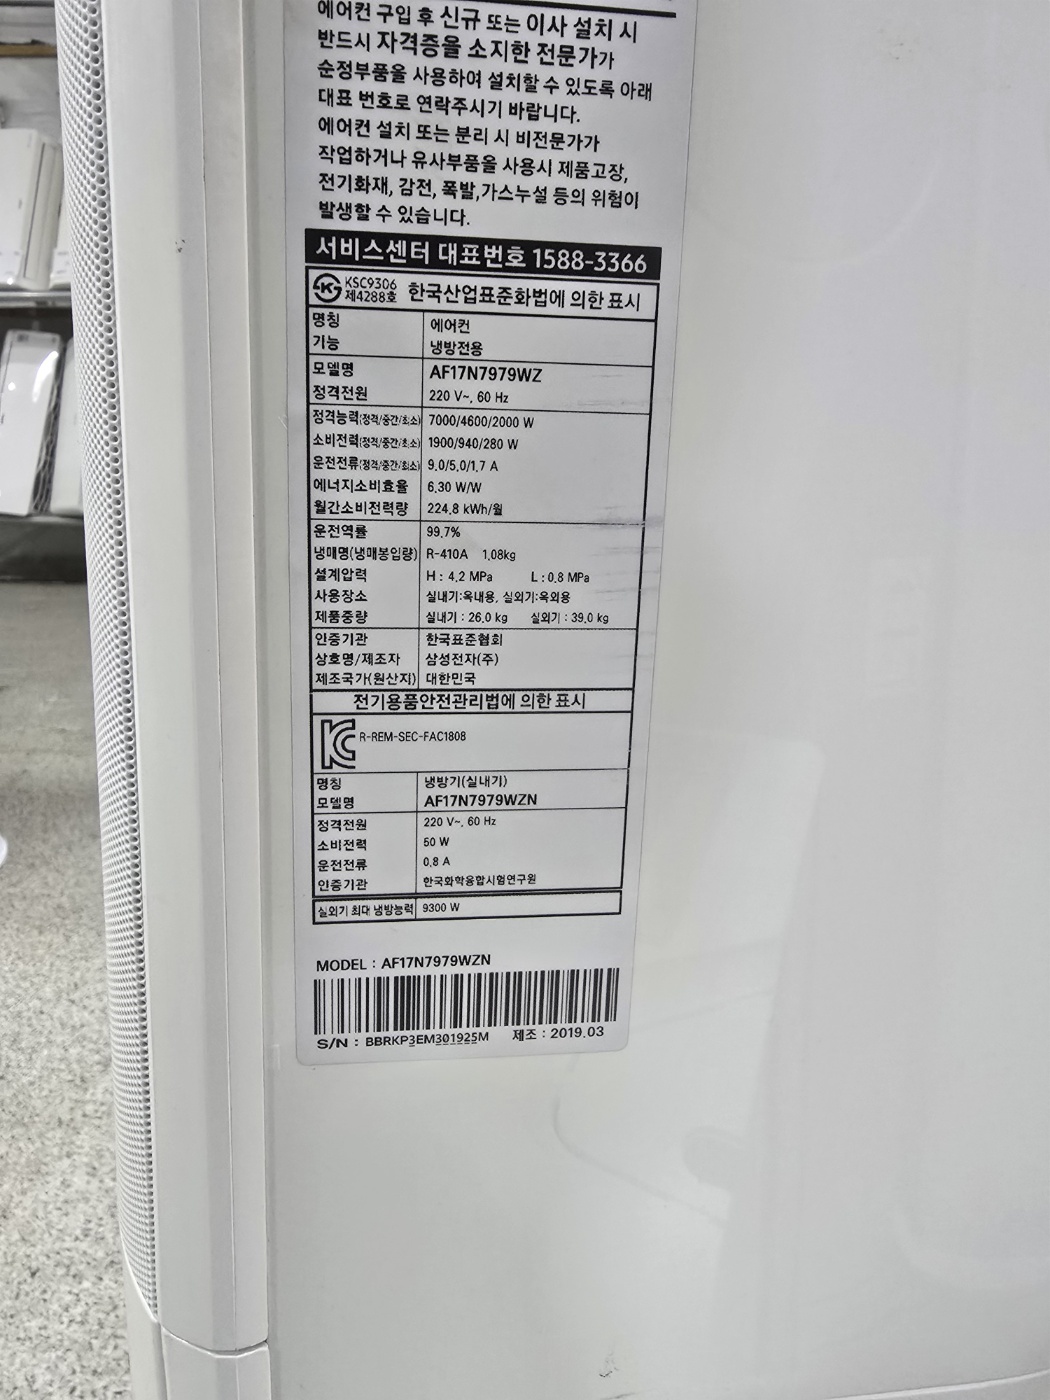 에어컨 구입 후 신규 또는 이사 설치 시
반드시 자격증을 소지한 전문가가
순정부품을 사용하여 설치할 수 있도록 아래
대표 번호로 연락주시기 바랍니다.
에어컨 설치 또는 분리 시 비전문가가
작업하거나 유사부품을 사용시 제품고장,
전기화재, 감전, 폭발,가스누설 등의 위험이
발생할 수 있습니다.
서비스센터 대표번호 1588-3366
KSC9306
제4288호 한국산업표준화법에 의한 표시
명칭 에어컨
기능 냉방전용
모델명 AF17N7979WZ
정격전원 220 V~, 60 Hz
정격능력(정격/중간/최소) 7000/4600/2000 W
소비전력(정격/중간/최소) 1900/940/280 W
운전전류(정격/중간/최소) 9.0/5.0/1.7 A
에너지소비효율 6.30 W/W
월간소비전력량 224.8 kWh/월
운전역률 99.7%
냉매명(냉매봉입량) R-410A 1.08kg
설계압력 H : 4.2 MPa L : 0.8 MPa
사용장소 실내기:옥내용, 실외기:옥외용
제품중량 실내기 : 26.0 kg 실외기 : 39.0 kg
인증기관 한국표준협회
상호명/제조자 삼성전자(주)
제조국가(원산지) 대한민국
전기용품안전관리법에 의한 표시
R-REM-SEC-FAC1808
명칭 냉방기(실내기)
모델명 AF17N7979WZN
정격전원 220 V~, 60 Hz
소비전력 50 W
운전전류 0.8 A
인증기관 한국화학융합시험연구원
실외기 최대 냉방능력 9300 W
MODEL : AF17N7979WZN
S/N : BBRKP3EM301925M 제조 : 2019.03